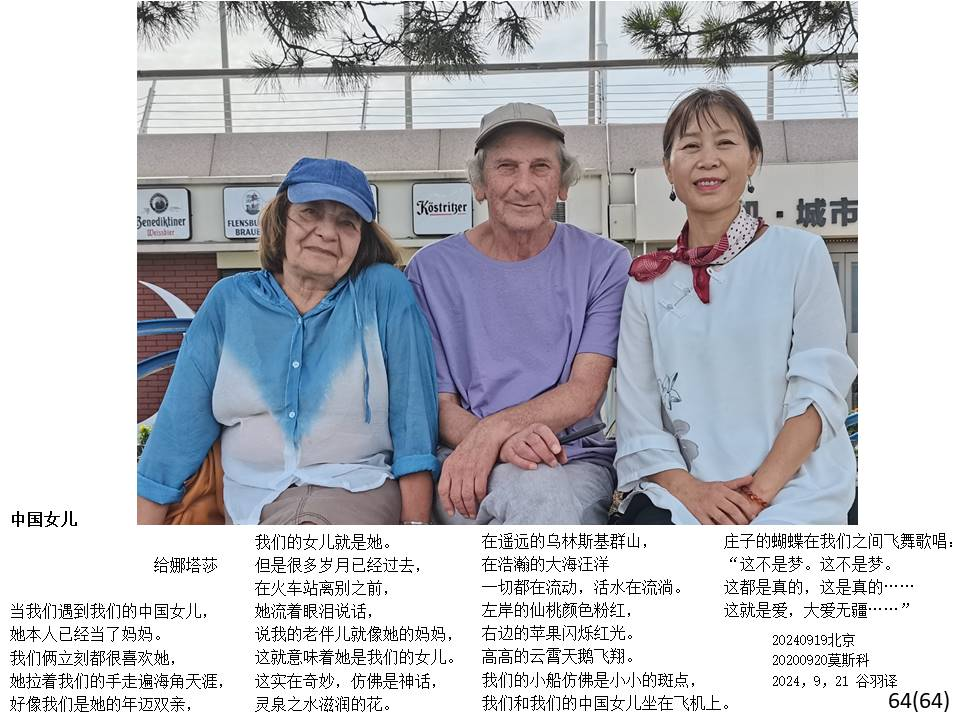 Benediktiner
Weissbier
FLENSBU
BRAUE
Köstritzer
·城市
中国女儿
给娜塔莎
当我们遇到我们的中国女儿，
她本人已经当了妈妈。
我们俩立刻都很喜欢她，
她拉着我们的手走遍海角天涯，
好像我们是她的年迈双亲，
我们的女儿就是她。
但是很多岁月已经过去，
在火车站离别之前，
她流着眼泪说话，
说我的老伴儿就像她的妈妈，
这就意味着她是我们的女儿。
这实在奇妙，仿佛是神话，
灵泉之水滋润的花。
在遥远的乌林斯基群山，
在浩瀚的大海汪洋
一切都在流动，活水在流淌。
左岸的仙桃颜色粉红，
右边的苹果闪烁红光。
高高的云霄天鹅飞翔。
我们的小船仿佛是小小的斑点，
我们和我们的中国女儿坐在飞机上。
庄子的蝴蝶在我们之间飞舞歌唱：
“这不是梦。这不是梦。
这都是真的，这是真的……
这就是爱，大爱无疆……”
20240919北京
20200920莫斯科
2024，9，21 谷羽译
64(64)